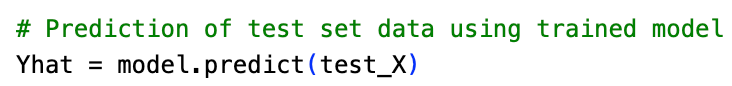 # Prediction of test set data using trained model
Yhat = model.predict(test_X)